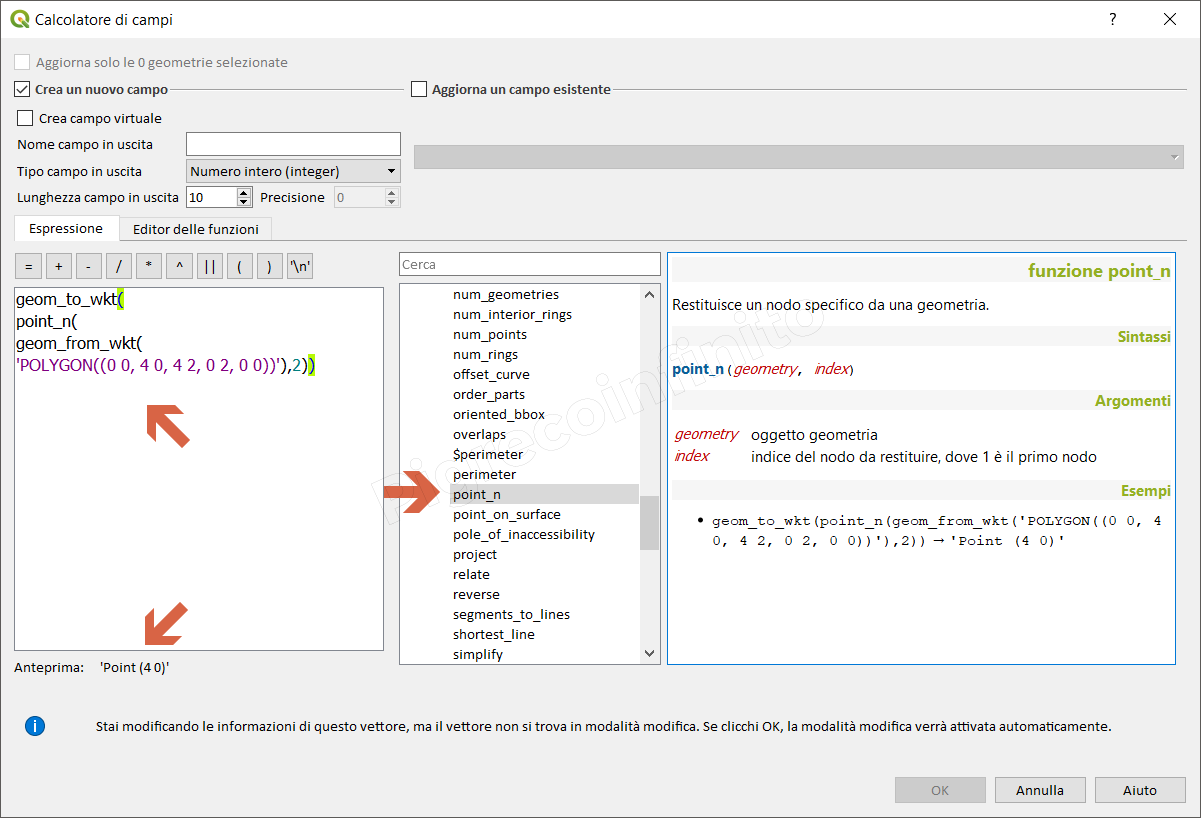 Calcolatore di campi
?
Aggiorna solo le 0 geometrie selezionate
Crea un nuovo campo
Aggiorna un campo esistente
Crea campo virtuale
Nome campo in uscita
Tipo campo in uscita
Numero intero (integer)
Lunghezza campo in uscita
10
Precisione
0
Espressione
Editor delle funzioni
= + - / * ^ || ( ) '\n'
geom_to_wkt(
point_n(
geom_from_wkt(
'POLYGON((0 0, 4 0, 4 2, 0 2, 0 0))'),2))
Anteprima: 'Point (4 0)'
Cerca
num_geometries
num_interior_rings
num_points
num_rings
offset_curve
order_parts
oriented_bbox
overlaps
$perimeter
perimeter
point_n
point_on_surface
pole_of_inaccessibility
project
relate
reverse
segments_to_lines
shortest_line
simplify
funzione point_n
Restituisce un nodo specifico da una geometria.
Sintassi
point_n(geometry, index)
Argomenti
geometry oggetto geometria
index indice del nodo da restituire, dove 1 è il primo nodo
Esempi
• geom_to_wkt(point_n(geom_from_wkt('POLYGON((0 0, 4
0, 4 2, 0 2, 0 0))'),2)) → 'Point (4 0)'
Pigrecoinfinito
Stai modificando le informazioni di questo vettore, ma il vettore non si trova in modalità modifica. Se clicchi OK, la modalità modifica verrà attivata automaticamente.
OK
Annulla
Aiuto